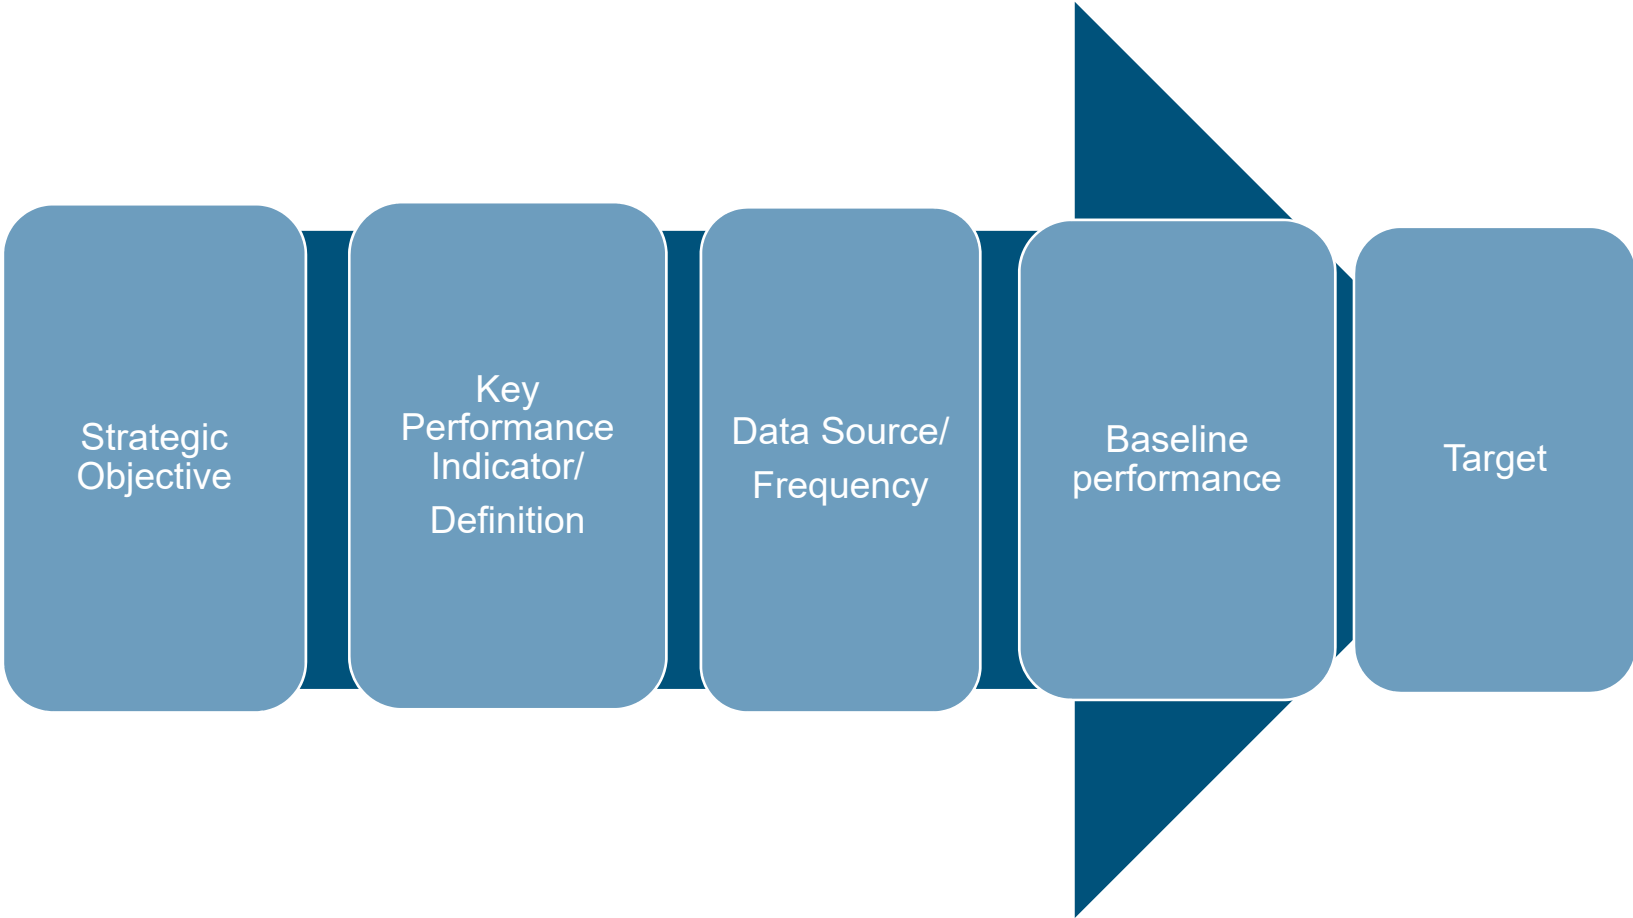 Strategic
Objective
Key
Performance
Indicator/
Definition
Data Source/
Frequency
Baseline
performance
Target